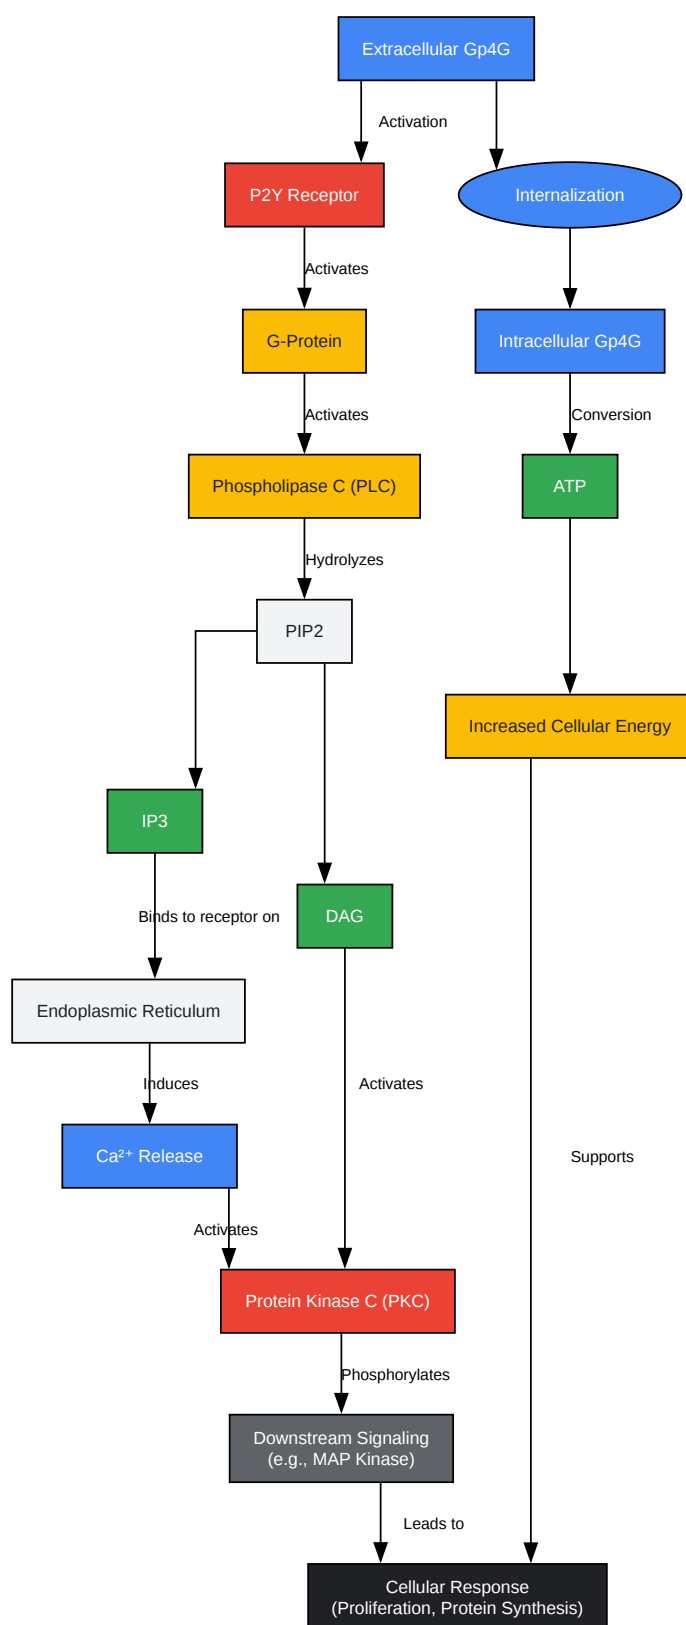 Extracellular Gp4G
Activation
P2Y Receptor
Internalization
Activates
G-Protein
Intracellular Gp4G
Activates
Conversion
Phospholipase C (PLC)
ATP
Hydrolyzes
PIP2
Increased Cellular Energy
IP3
Binds to receptor on
DAG
Endoplasmic Reticulum
Induces
Activates
Ca²⁺ Release
Supports
Activates
Protein Kinase C (PKC)
Phosphorylates
Downstream Signaling
(e.g., MAP Kinase)
Leads to
Cellular Response
(Proliferation, Protein Synthesis)